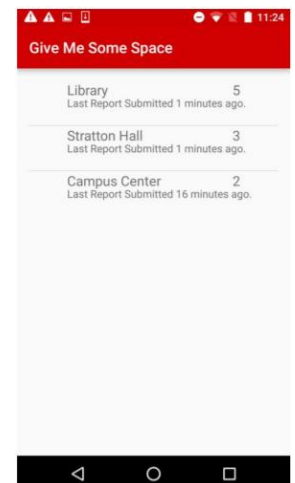 11:24
Give Me Some Space
Library 5
Last Report Submitted 1 minutes ago.
Stratton Hall 3
Last Report Submitted 1 minutes ago.
Campus Center 2
Last Report Submitted 16 minutes ago.